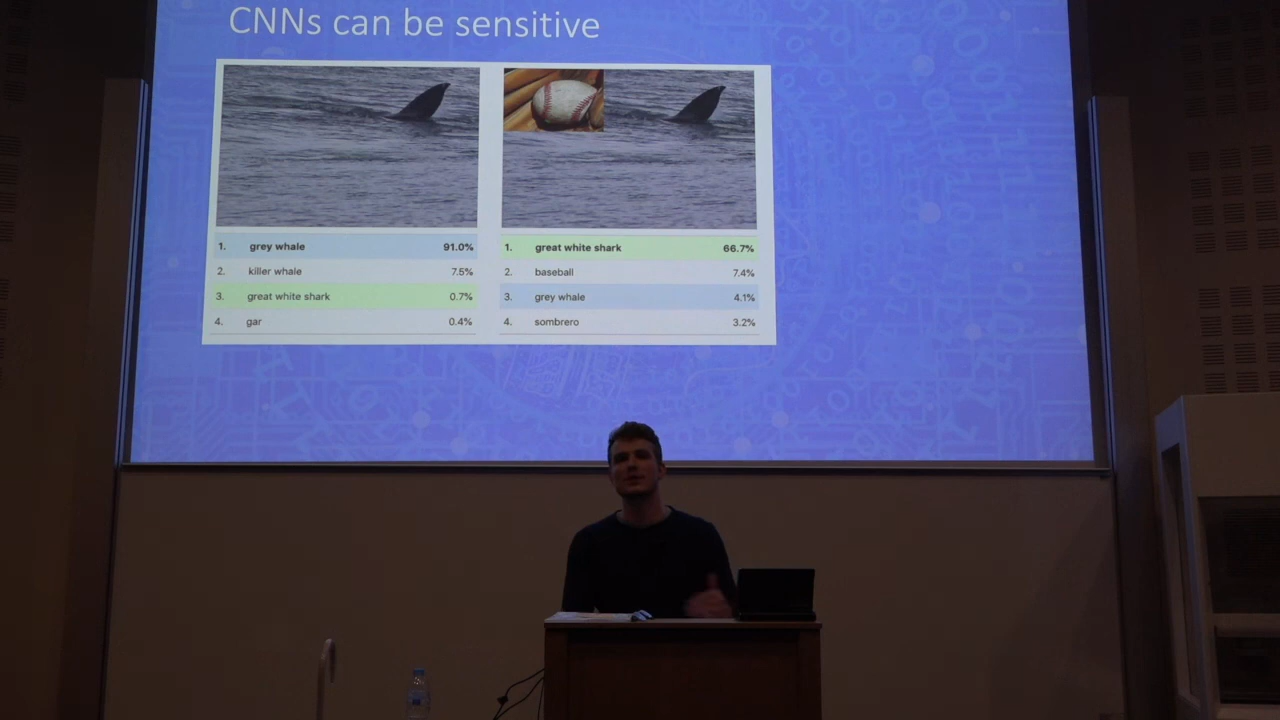 CNNs can be sensitive
1. grey whale 91.0%
2. killer whale 7.5%
3. great white shark 0.7%
4. gar 0.4%
1. great white shark 66.7%
2. baseball 7.4%
3. grey whale 4.1%
4. sombrero 3.2%